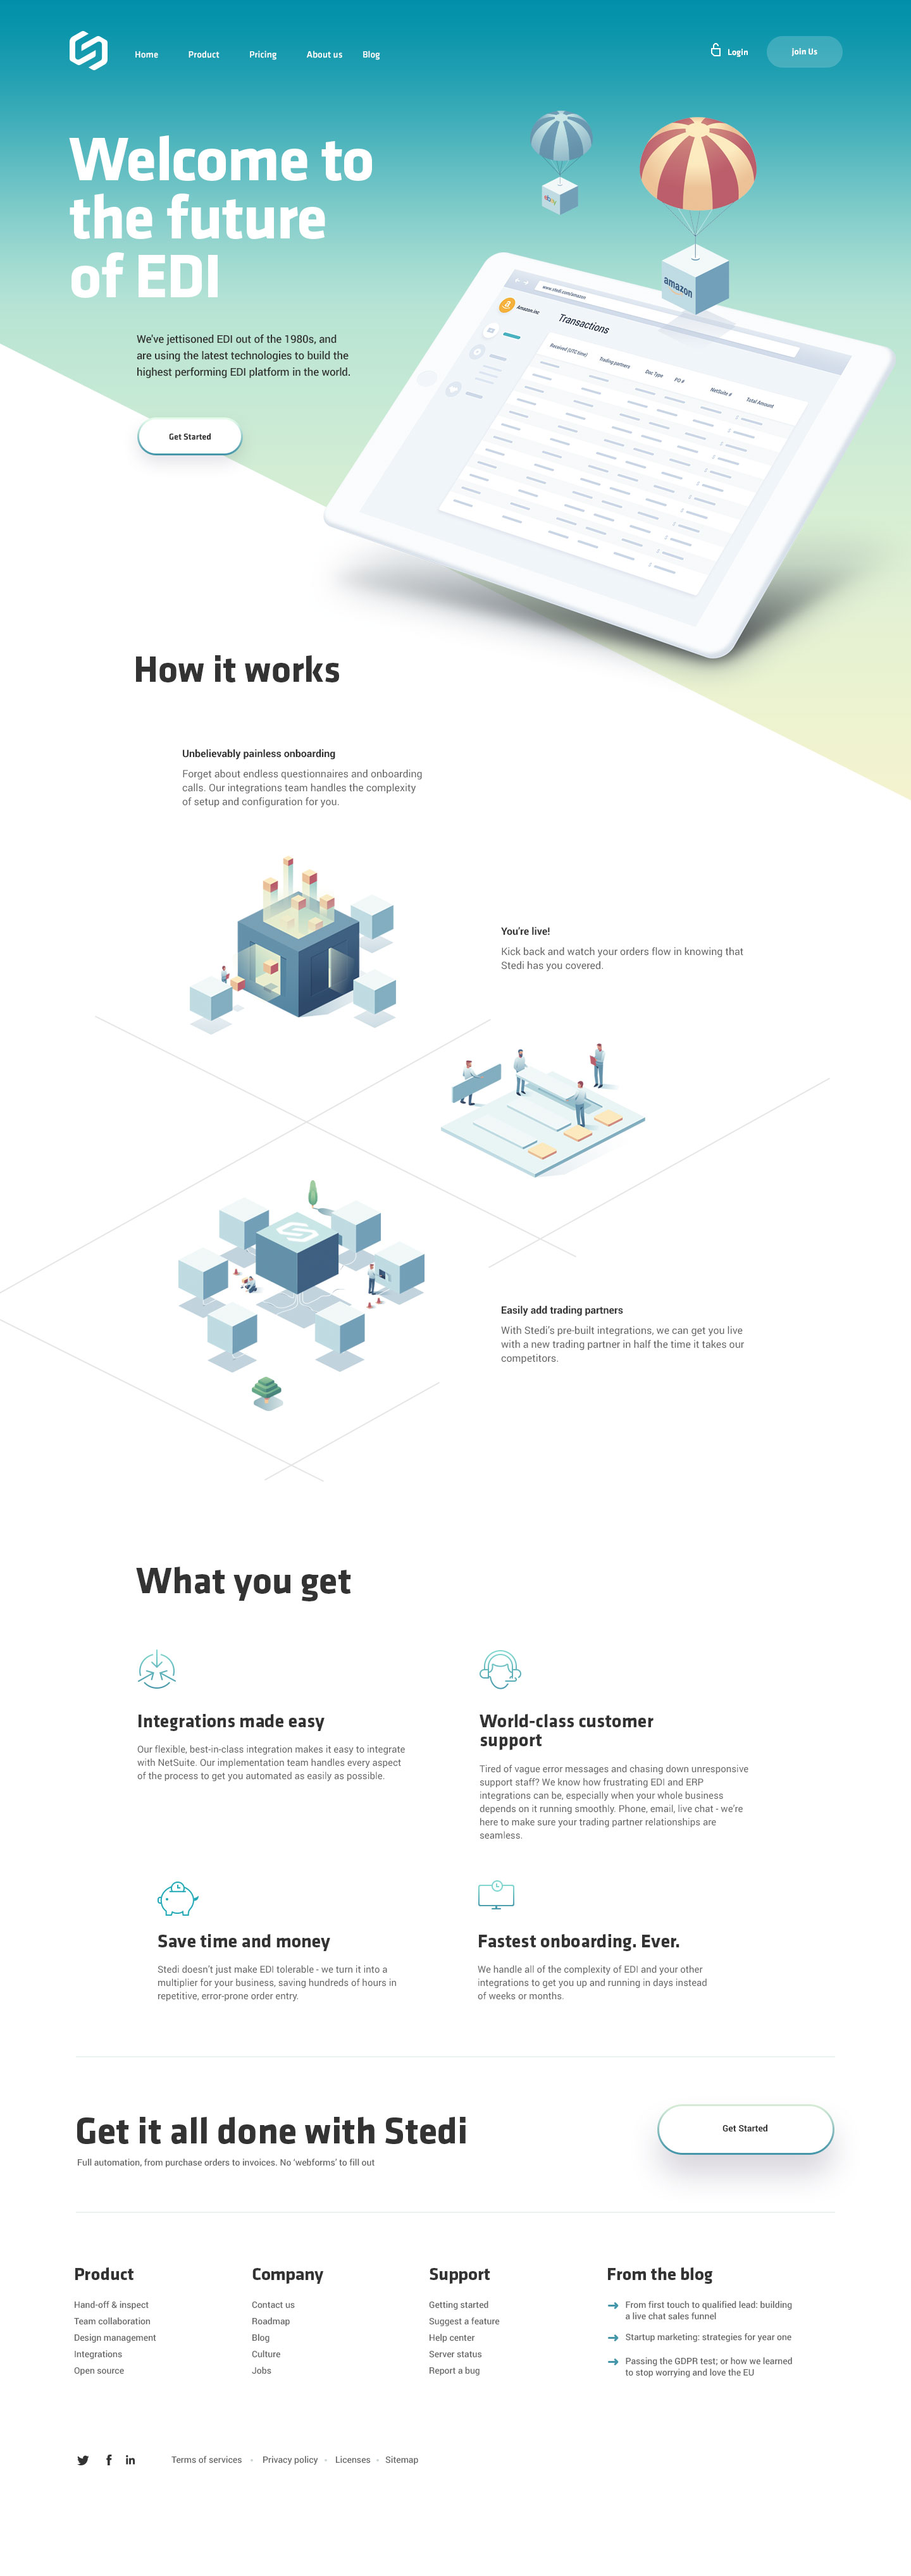 Home Product Pricing About us Blog Login Join Us
Welcome to
the future
of EDI
ebay
amazon
We've jettisoned EDI out of the 1980s, and
are using the latest technologies to build the
highest performing EDI platform in the world.
Get Started
www.stedi.com/amazon
Amazon.inc
Transactions
Received (UTC time) Trading partners Doc Type PO # NetSuite # Total Amount
How it works
Unbelievably painless onboarding
Forget about endless questionnaires and onboarding
calls. Our integrations team handles the complexity
of setup and configuration for you.
You're live!
Kick back and watch your orders flow in knowing that
Stedi has you covered.
Easily add trading partners
With Stedi's pre-built integrations, we can get you live
with a new trading partner in half the time it takes our
competitors.
What you get
Integrations made easy
Our flexible, best-in-class integration makes it easy to integrate
with NetSuite. Our implementation team handles every aspect
of the process to get you automated as easily as possible.
World-class customer
support
Tired of vague error messages and chasing down unresponsive
support staff? We know how frustrating EDI and ERP
integrations can be, especially when your whole business
depends on it running smoothly. Phone, email, live chat - we're
here to make sure your trading partner relationships are
seamless.
Save time and money
Stedi doesn't just make EDI tolerable - we turn it into a
multiplier for your business, saving hundreds of hours in
repetitive, error-prone order entry.
Fastest onboarding. Ever.
We handle all of the complexity of EDI and your other
integrations to get you up and running in days instead
of weeks or months.
Get it all done with Stedi
Full automation, from purchase orders to invoices. No 'webforms' to fill out
Get Started
Product
Hand-off & inspect
Team collaboration
Design management
Integrations
Open source
Company
Contact us
Roadmap
Blog
Culture
Jobs
Support
Getting started
Suggest a feature
Help center
Server status
Report a bug
From the blog
From first touch to qualified lead: building
a live chat sales funnel
Startup marketing: strategies for year one
Passing the GDPR test; or how we learned
to stop worrying and love the EU
Terms of services • Privacy policy • Licenses • Sitemap